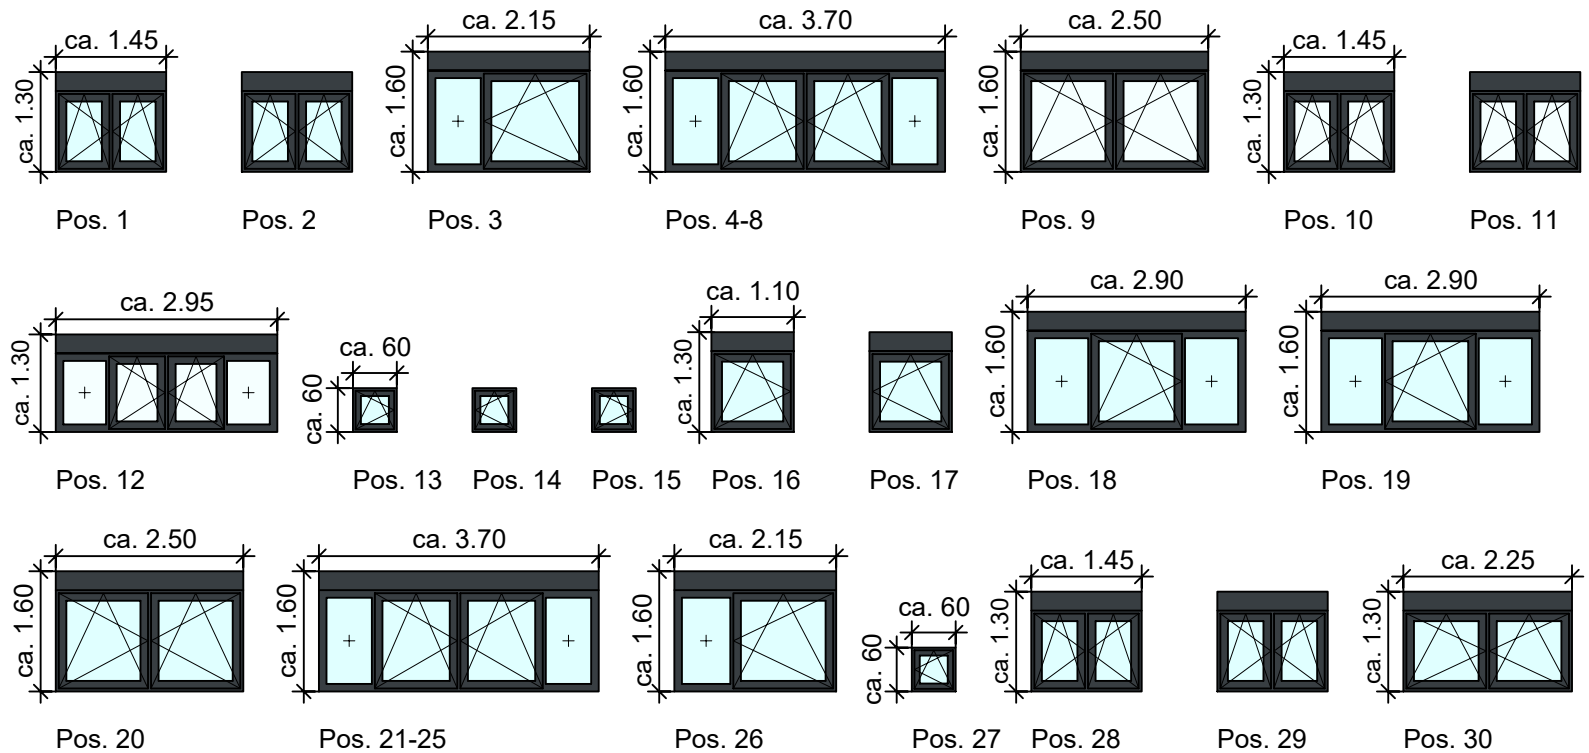 ca. 1.45
ca. 1.30
Pos. 1
Pos. 2
ca. 2.15
ca. 1.60
Pos. 3
ca. 3.70
ca. 1.60
Pos. 4-8
ca. 2.50
ca. 1.60
Pos. 9
ca. 1.45
ca. 1.30
Pos. 10
Pos. 11
ca. 2.95
ca. 1.30
Pos. 12
ca. 60
ca. 60
Pos. 13
Pos. 14
Pos. 15
ca. 1.10
ca. 1.30
Pos. 16
Pos. 17
ca. 2.90
ca. 1.60
Pos. 18
ca. 2.90
ca. 1.60
Pos. 19
ca. 2.50
ca. 1.60
Pos. 20
ca. 3.70
ca. 1.60
Pos. 21-25
ca. 2.15
ca. 1.60
Pos. 26
ca. 60
ca. 60
Pos. 27
ca. 1.45
ca. 1.30
Pos. 28
Pos. 29
ca. 2.25
ca. 1.30
Pos. 30